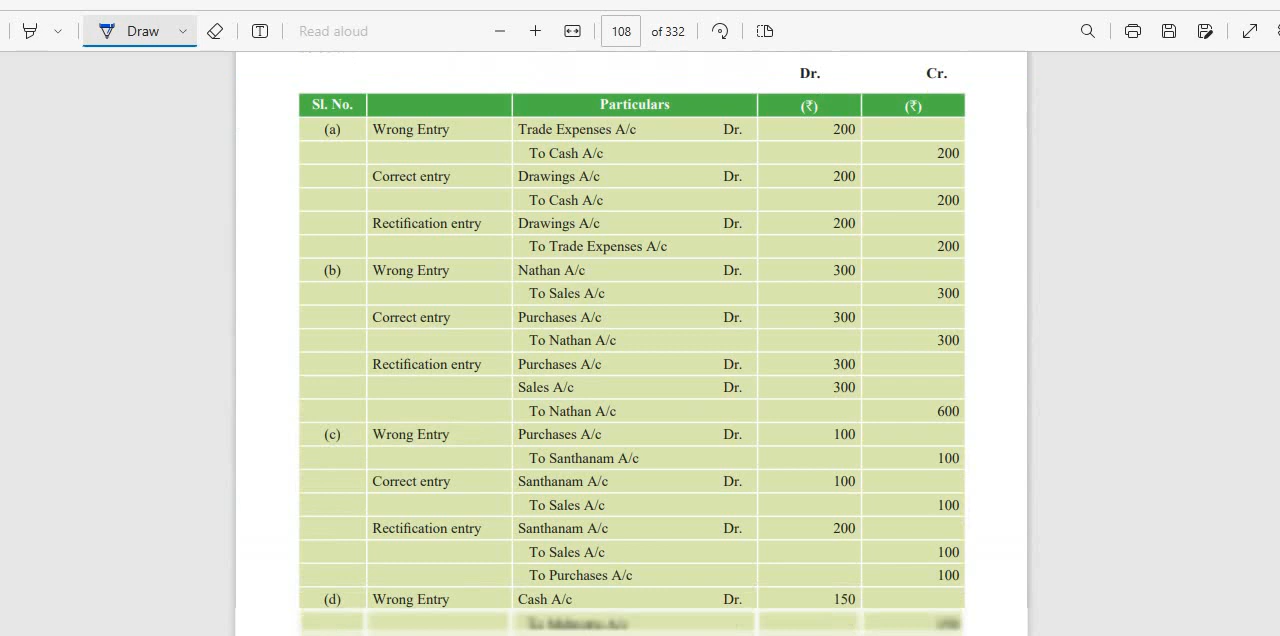 Draw
Read aloud
108 of 332
Dr. Cr.
Sl. No. Particulars (₹) (₹)
(a) Wrong Entry Trade Expenses A/c Dr. 200
To Cash A/c 200
Correct entry Drawings A/c Dr. 200
To Cash A/c 200
Rectification entry Drawings A/c Dr. 200
To Trade Expenses A/c 200
(b) Wrong Entry Nathan A/c Dr. 300
To Sales A/c 300
Correct entry Purchases A/c Dr. 300
To Nathan A/c 300
Rectification entry Purchases A/c Dr. 300
Sales A/c Dr. 300
To Nathan A/c 600
(c) Wrong Entry Purchases A/c Dr. 100
To Santhanam A/c 100
Correct entry Santhanam A/c Dr. 100
To Sales A/c 100
Rectification entry Santhanam A/c Dr. 200
To Sales A/c 100
To Purchases A/c 100
(d) Wrong Entry Cash A/c Dr. 150